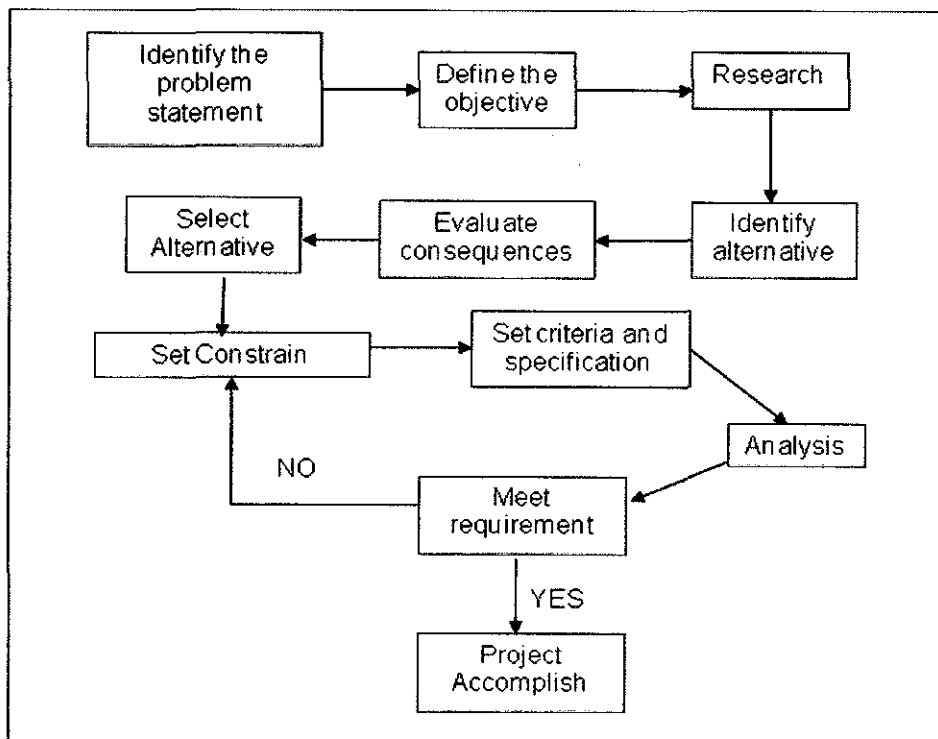 Identify the
problem
statement
Define the
objective
Research
Identify
alternative
Evaluate
consequences
Select
Alternative
Set Constrain
Set criteria and
specification
Analysis
Meet
requirement
NO
YES
Project
Accomplish